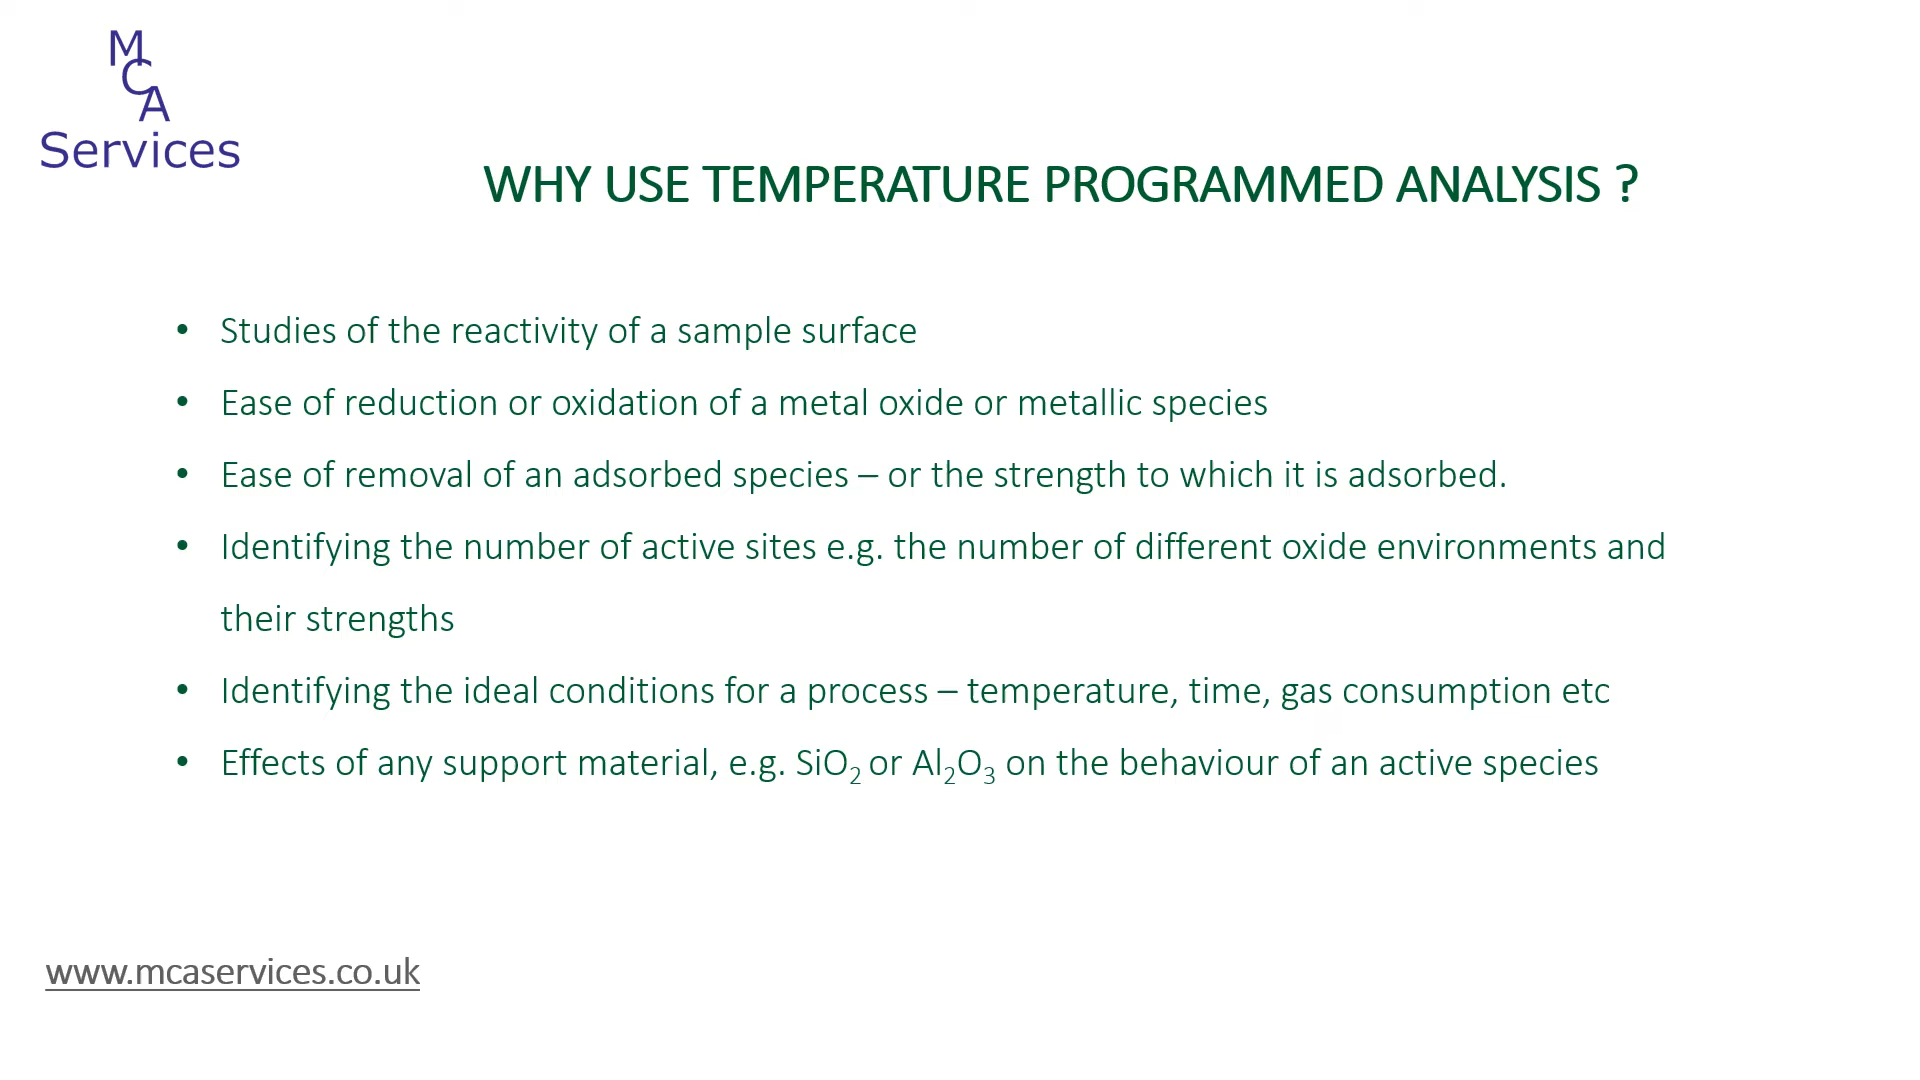 M
C
A
Services
WHY USE TEMPERATURE PROGRAMMED ANALYSIS ?
• Studies of the reactivity of a sample surface
• Ease of reduction or oxidation of a metal oxide or metallic species
• Ease of removal of an adsorbed species – or the strength to which it is adsorbed.
• Identifying the number of active sites e.g. the number of different oxide environments and
their strengths
• Identifying the ideal conditions for a process – temperature, time, gas consumption etc
• Effects of any support material, e.g. SiO₂ or Al₂O₃ on the behaviour of an active species
www.mcaservices.co.uk